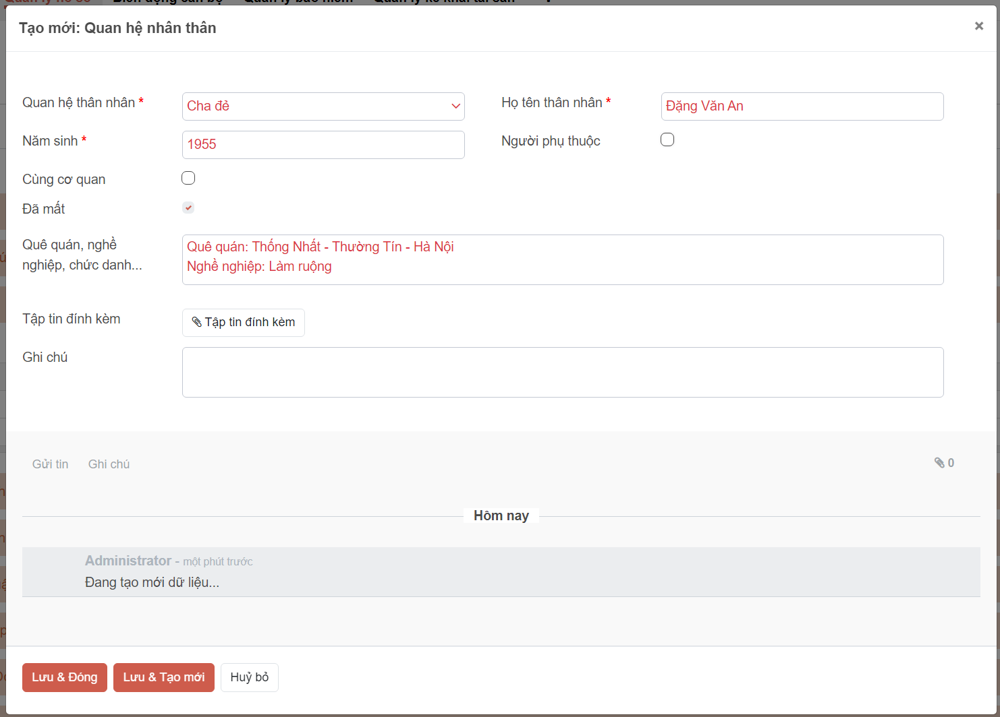 Tạo mới: Quan hệ nhân thân
×
Quan hệ thân nhân * Cha đẻ
Họ tên thân nhân * Đặng Văn An
Năm sinh * 1955
Người phụ thuộc
Cùng cơ quan
Đã mất
Quê quán, nghề
nghiệp, chức danh...
Quê quán: Thống Nhất - Thường Tín - Hà Nội
Nghề nghiệp: Làm ruộng
Tập tin đính kèm
Tập tin đính kèm
Ghi chú
Gửi tin Ghi chú 0
Hôm nay
Administrator - một phút trước
Đang tạo mới dữ liệu...
Lưu & Đóng Lưu & Tạo mới Huỷ bỏ